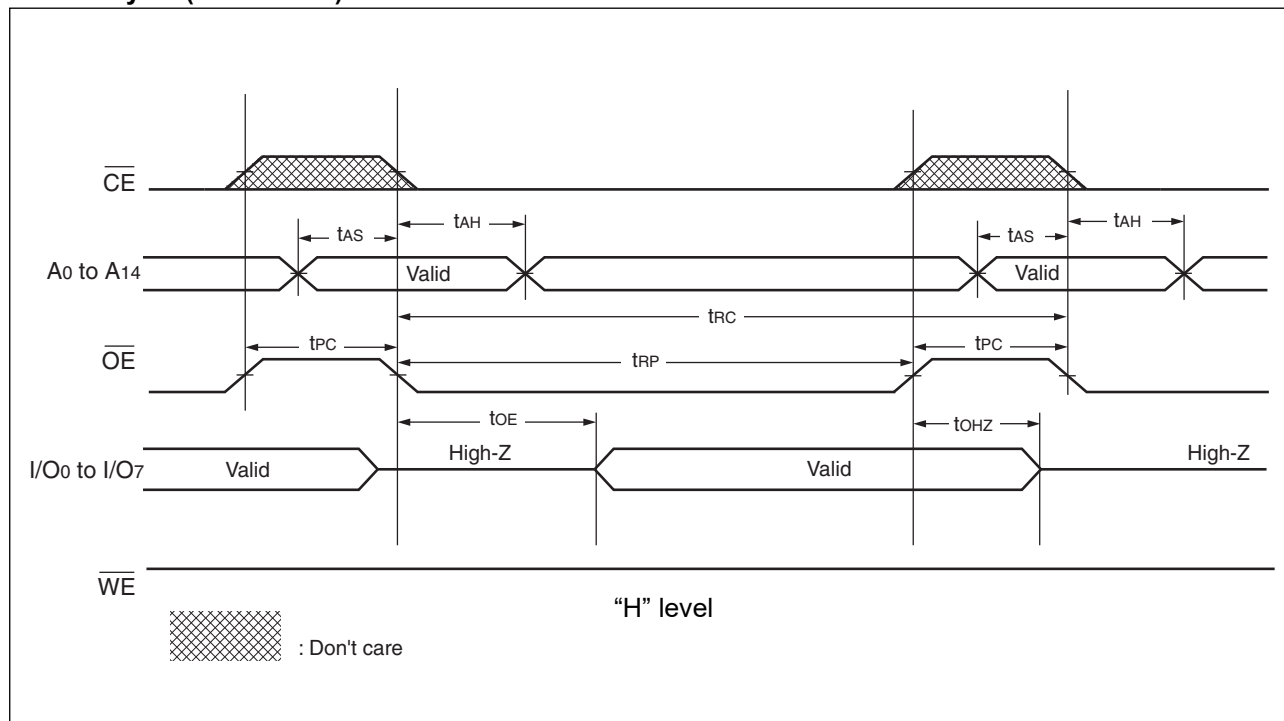 CE
tAS
tAH
tAS
tAH
A0 to A14
Valid
Valid
tRC
OE
tPC
tRP
tPC
tOE
tOHZ
I/O0 to I/O7
Valid
High-Z
Valid
High-Z
WE
“H” level
: Don't care